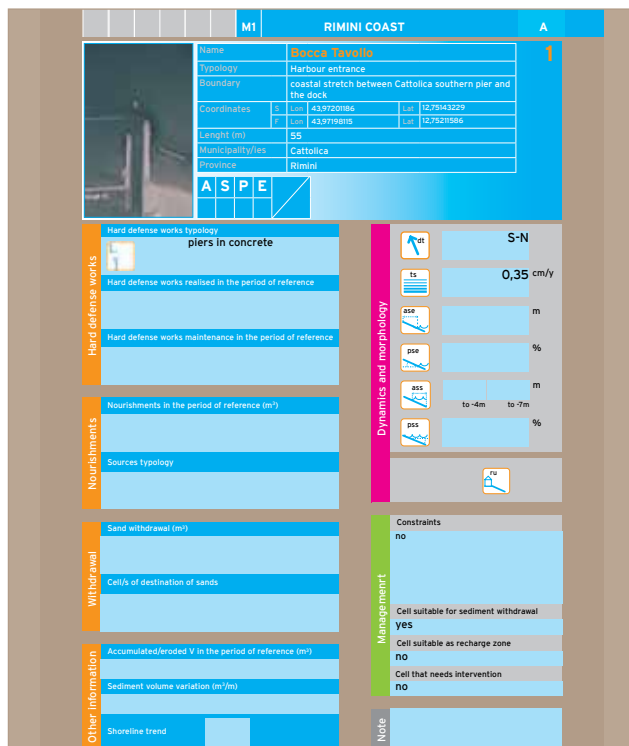 M1 RIMINI COAST A
1
Name Bocca Tavollo
Typology Harbour entrance
Boundary coastal stretch between Cattolica southern pier and
the dock
Coordinates S Lon 43,97201186 Lat 12,75143229
F Lon 43,97198115 Lat 12,75211586
Lenght (m) 55
Municipality/ies Cattolica
Province Rimini
A S P E
Hard defense works
Hard defense works typology
piers in concrete
Hard defense works realised in the period of reference
Hard defense works maintenance in the period of reference
Nourishments
Nourishments in the period of reference (m³)
Sources typology
Withdrawal
Sand withdrawal (m³)
Cell/s of destination of sands
Other information
Accumulated/eroded V in the period of reference (m³)
Sediment volume variation (m³/m)
Shoreline trend
Dynamics and morphology
dt S-N
ts 0,35 cm/y
ase m
pse %
ass m
to -4m to -7m
pss %
ru
Managemenrt
Constraints
no
Cell suitable for sediment withdrawal
yes
Cell suitable as recharge zone
no
Cell that needs intervention
no
Note